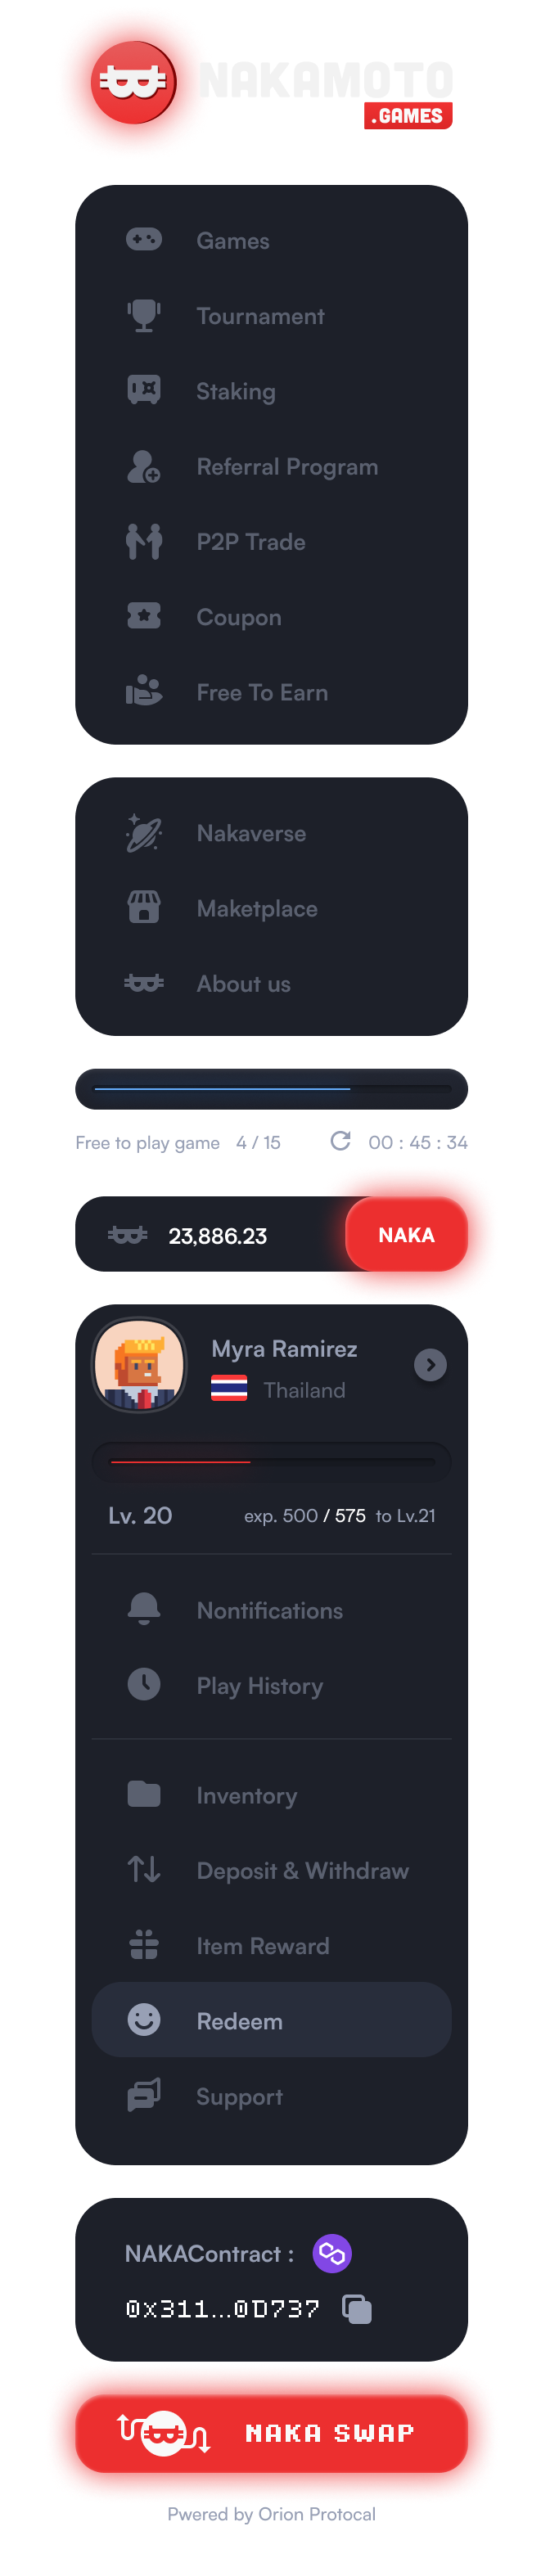 NAKAMOTO
.GAMES
Games
Tournament
Staking
Referral Program
P2P Trade
Coupon
Free To Earn
Nakaverse
Maketplace
About us
Free to play game 4 / 15 00 : 45 : 34
23,886.23 NAKA
Myra Ramirez
Thailand
Lv. 20 exp. 500 / 575 to Lv.21
Nontifications
Play History
Inventory
Deposit & Withdraw
Item Reward
Redeem
Support
NAKAContract :
0x311...0D737
NAKA SWAP
Pwered by Orion Protocal